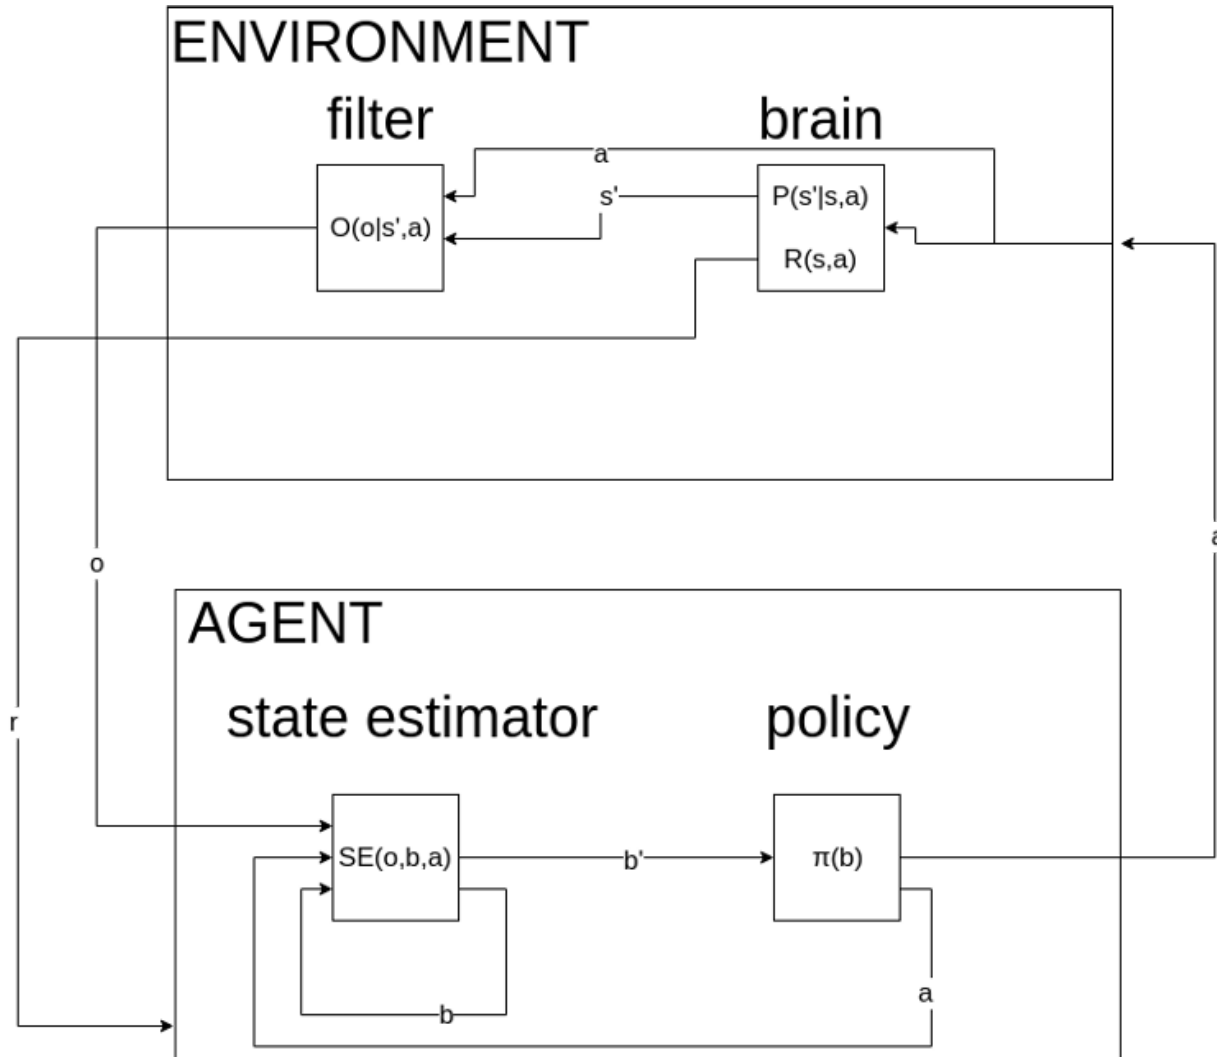 ENVIRONMENT
filter
brain
a
s'
P(s'|s,a)
O(o|s',a)
R(s,a)
a
o
AGENT
state estimator
policy
r
SE(o,b,a)
b'
π(b)
a
b